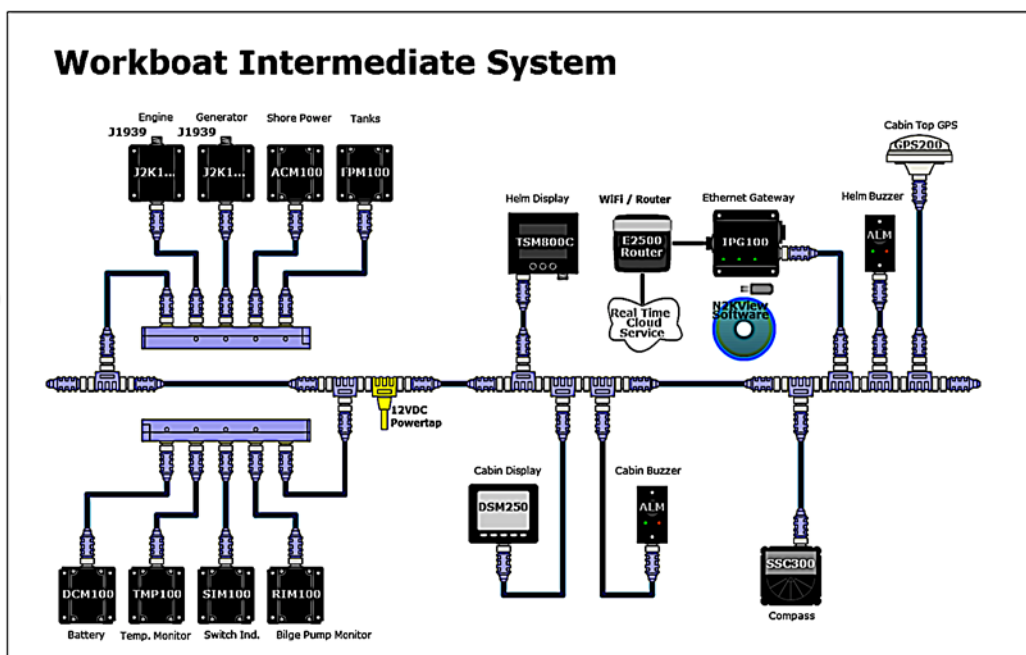 Workboat Intermediate System
Engine
Generator
Shore Power
Tanks
J1939
J1939
J2K1...
J2K1...
ACM100
FPM100
Cabin Top GPS
GPS200
Helm Display
WiFi / Router
Ethernet Gateway
Helm Buzzer
TSM800C
E2500
Router
IPG100
ALM
Real Time
Cloud
Service
N2KView
Software
12VDC
Powertap
Cabin Display
Cabin Buzzer
DSM250
ALM
SSC300
Compass
DCM100
TMP100
SIM100
RIM100
Battery
Temp. Monitor
Switch Ind.
Bilge Pump Monitor